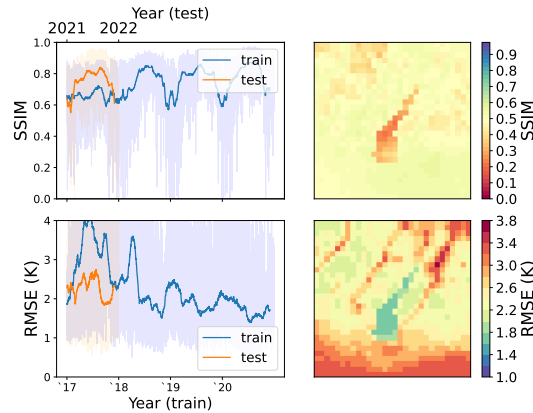 Year (test)
2021 2022
1.0
0.8
0.6
0.4
0.2
0.0
SSIM
train
test
0.9
0.8
0.7
0.6
0.5
0.4
0.3
0.2
0.1
0.0
SSIM
4
3
2
1
0
RMSE (K)
train
test
3.8
3.4
3.0
2.6
2.2
1.8
1.4
1.0
RMSE (K)
`17 `18 `19 `20
Year (train)